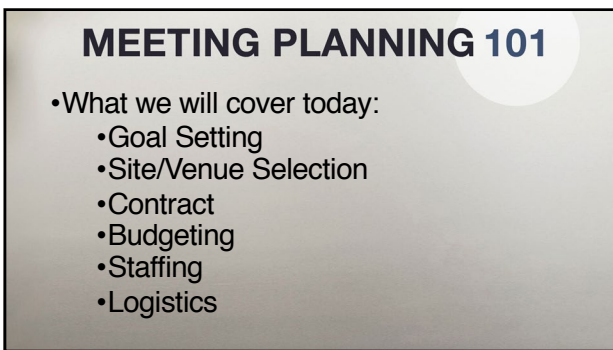 MEETING PLANNING 101
•What we will cover today:
•Goal Setting
•Site/Venue Selection
•Contract
•Budgeting
•Staffing
•Logistics